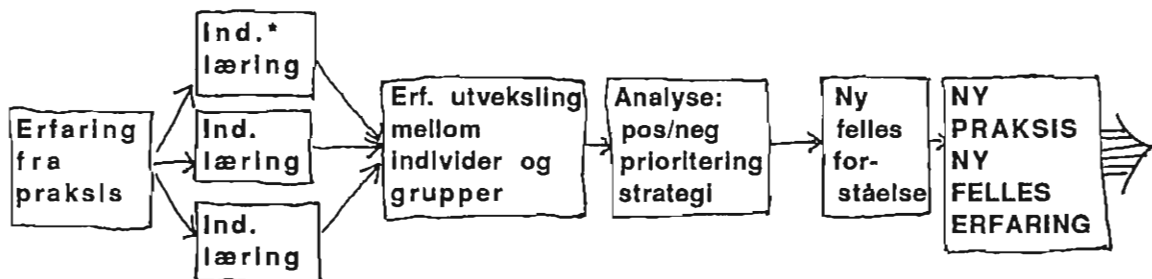 Erfaring
fra
praksis
Ind.*
læring
Ind.
læring
Ind.
læring
Erf. utveksling
mellom
individer og
grupper
Analyse:
pos/neg
prioritering
strategi
Ny
felles
for-
ståelse
NY
PRAKSIS
NY
FELLES
ERFARING